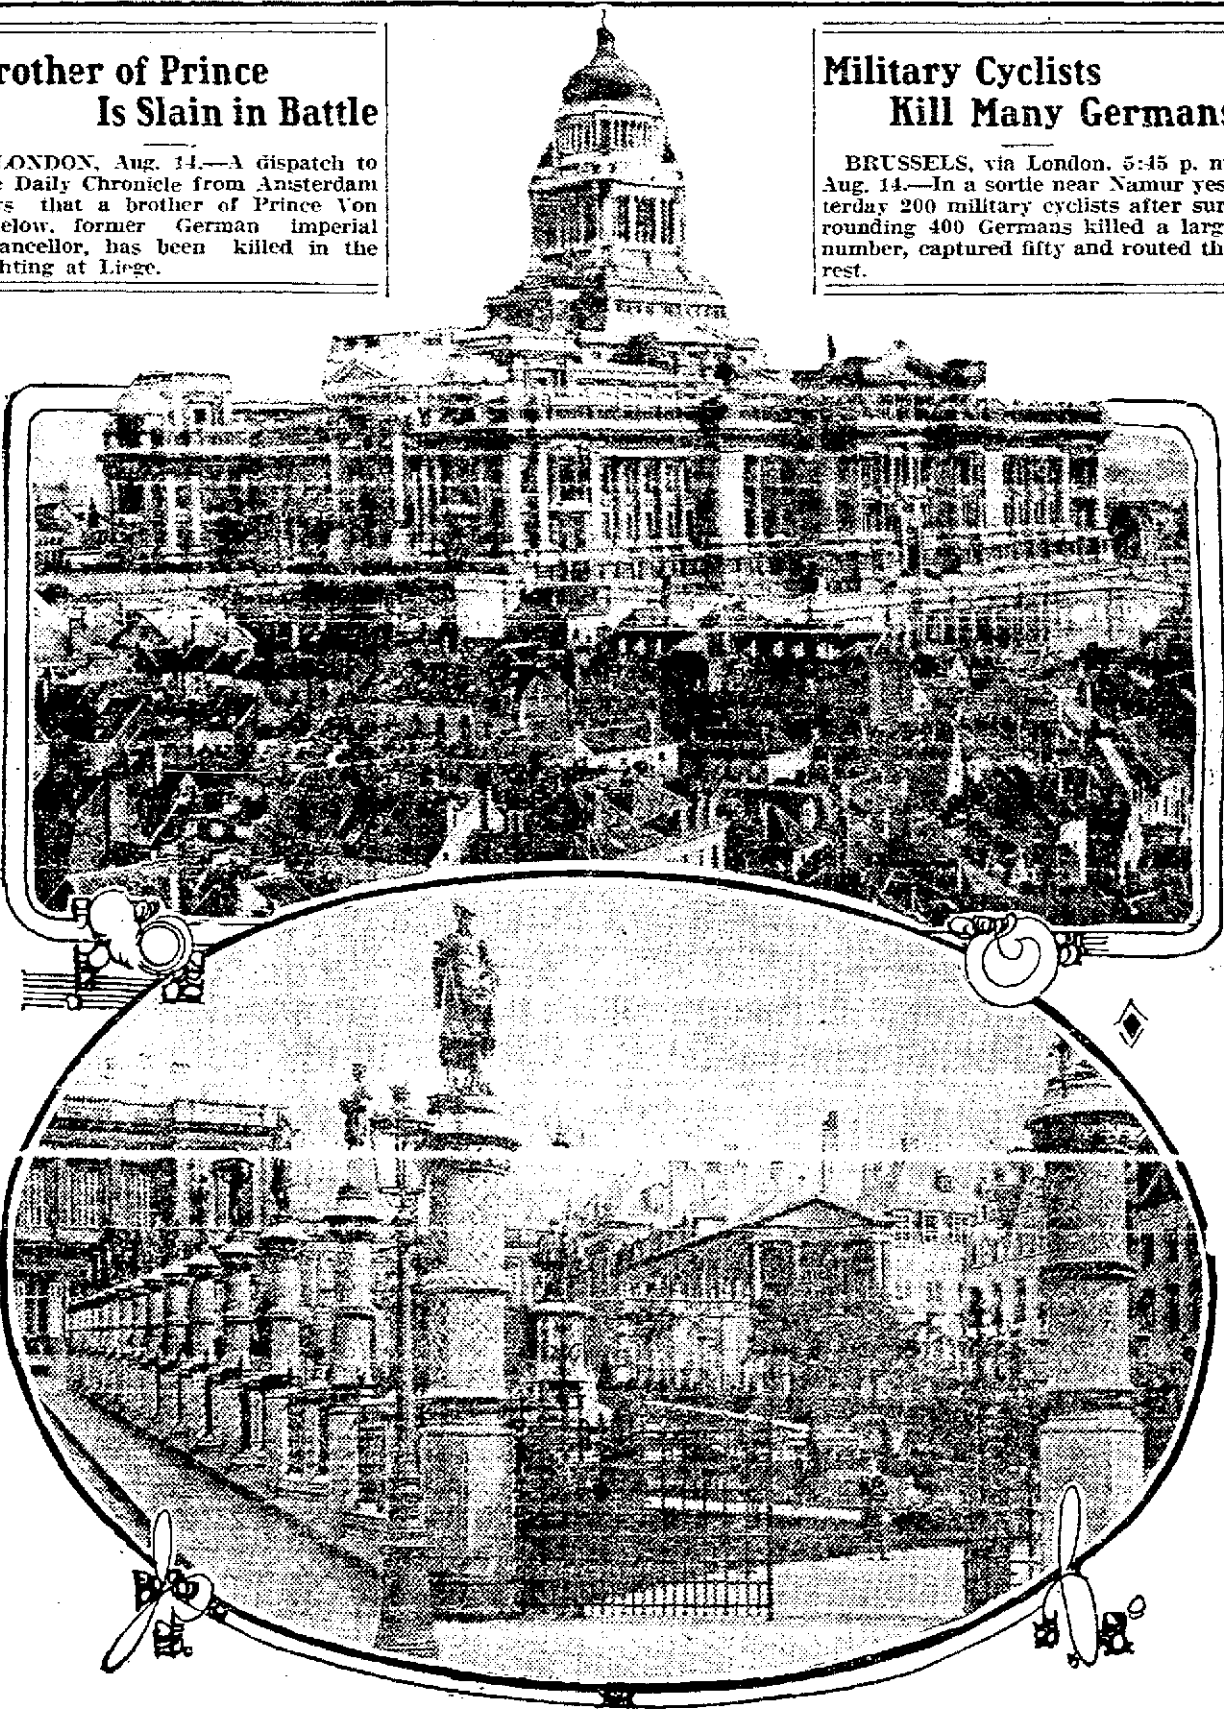 rother of Prince
Is Slain in Battle
LONDON, Aug. 14.—A dispatch to
e Daily Chronicle from Amsterdam
rs that a brother of Prince Von
elow, former German imperial
ancellor, has been killed in the
hting at Liege.
Military Cyclists
Kill Many Germans
BRUSSELS, via London, 5:45 p. m
Aug. 14.—In a sortie near Namur yes
terday 200 military cyclists after sur
rounding 400 Germans killed a larg
number, captured fifty and routed th
rest.